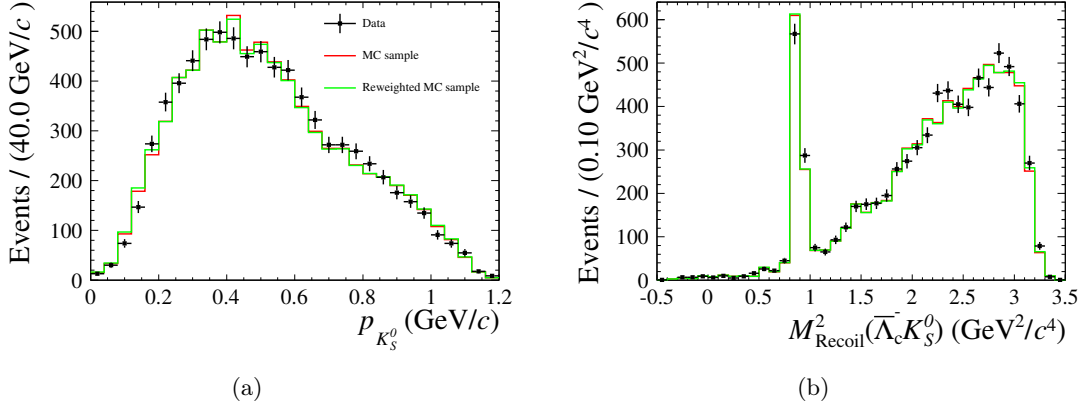 500
400
300
200
100
0
Events / (40.0 GeV/c)
Data
MC sample
Reweighted MC sample
0 0.2 0.4 0.6 0.8 1 1.2
p_{K_S^0} (GeV/c)
(a)
600
500
400
300
200
100
0
Events / (0.10 GeV²/c⁴)
-0.5 0 0.5 1 1.5 2 2.5 3 3.5
M²_{Recoil}(Λ̅_c⁻ K_S^0) (GeV²/c⁴)
(b)